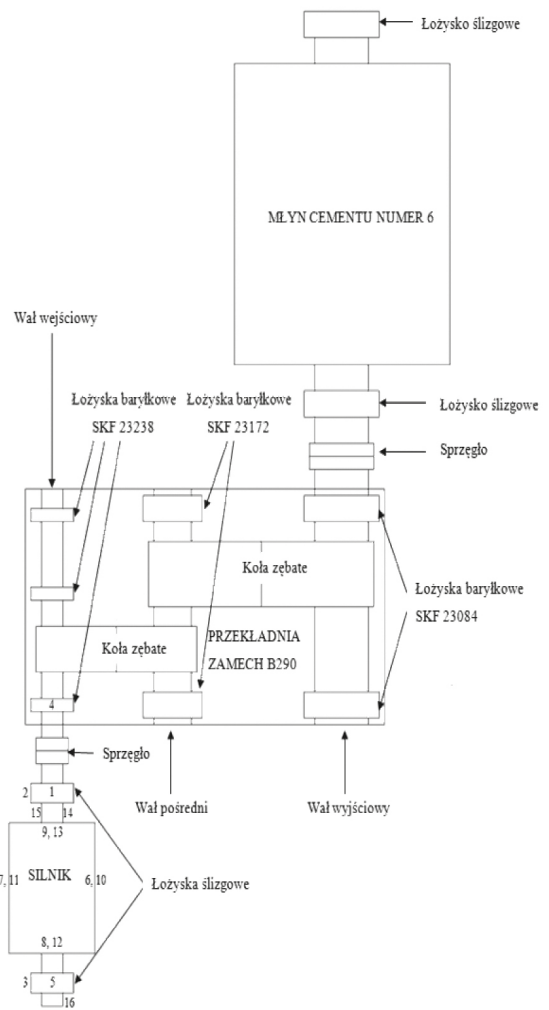 Łożysko ślizgowe
MŁYN CEMENTU NUMER 6
Wał wejściowy
Łożyska baryłkowe
SKF 23238
Łożyska baryłkowe
SKF 23172
Łożysko ślizgowe
Sprzęgło
Koła zębate
Łożyska baryłkowe
SKF 23084
Koła zębate
PRZEKŁADNIA
ZAMECH B290
4
Sprzęgło
Wał pośredni
Wał wyjściowy
2
1
15
14
9, 13
7, 11
SILNIK
6, 10
Łożyska ślizgowe
8, 12
3
5
16